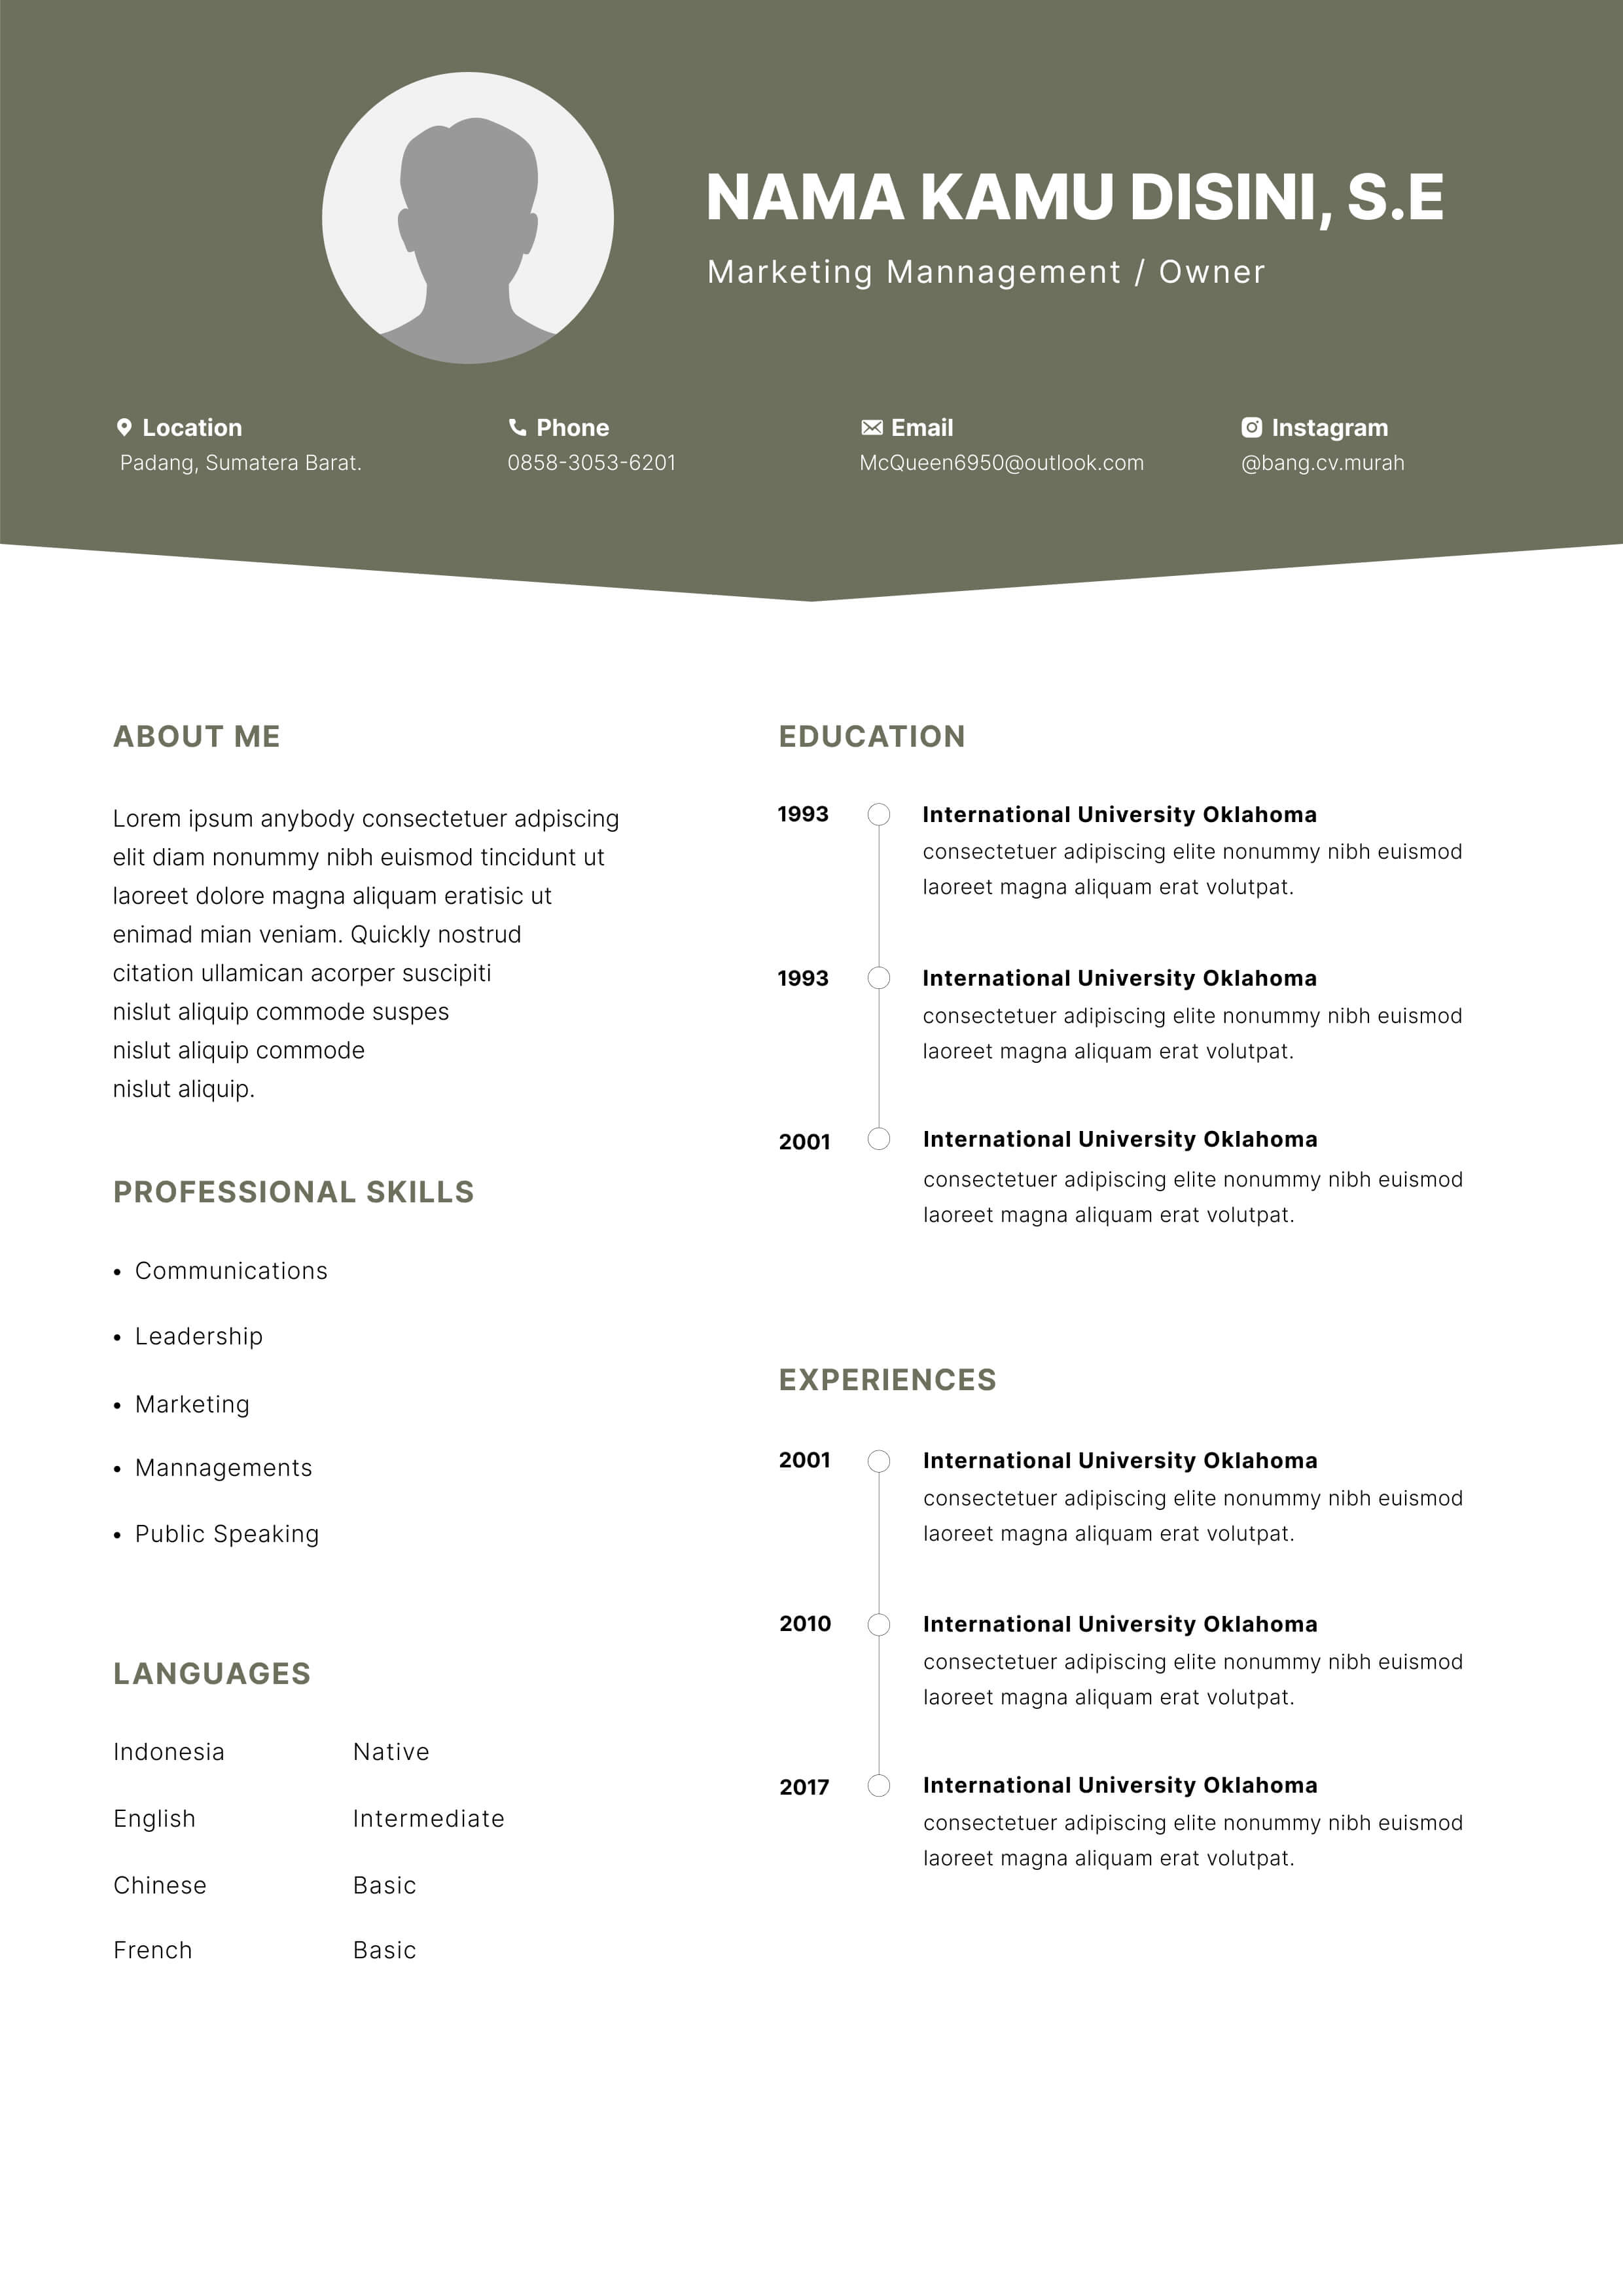 NAMA KAMU DISINI, S.E
Marketing Mannagement / Owner
Location
Padang, Sumatera Barat.
Phone
0858-3053-6201
Email
McQueen6950@outlook.com
Instagram
@bang.cv.murah
ABOUT ME
Lorem ipsum anybody consectetuer adpiscing
elit diam nonummy nibh euismod tincidunt ut
laoreet dolore magna aliquam eratisic ut
enimad mian veniam. Quickly nostrud
citation ullamican acorper suscipiti
nislut aliquip commode suspes
nislut aliquip commode
nislut aliquip.
PROFESSIONAL SKILLS
• Communications
• Leadership
• Marketing
• Mannagements
• Public Speaking
LANGUAGES
Indonesia Native
English Intermediate
Chinese Basic
French Basic
EDUCATION
1993 International University Oklahoma
consectetuer adipiscing elite nonummy nibh euismod
laoreet magna aliquam erat volutpat.
1993 International University Oklahoma
consectetuer adipiscing elite nonummy nibh euismod
laoreet magna aliquam erat volutpat.
2001 International University Oklahoma
consectetuer adipiscing elite nonummy nibh euismod
laoreet magna aliquam erat volutpat.
EXPERIENCES
2001 International University Oklahoma
consectetuer adipiscing elite nonummy nibh euismod
laoreet magna aliquam erat volutpat.
2010 International University Oklahoma
consectetuer adipiscing elite nonummy nibh euismod
laoreet magna aliquam erat volutpat.
2017 International University Oklahoma
consectetuer adipiscing elite nonummy nibh euismod
laoreet magna aliquam erat volutpat.